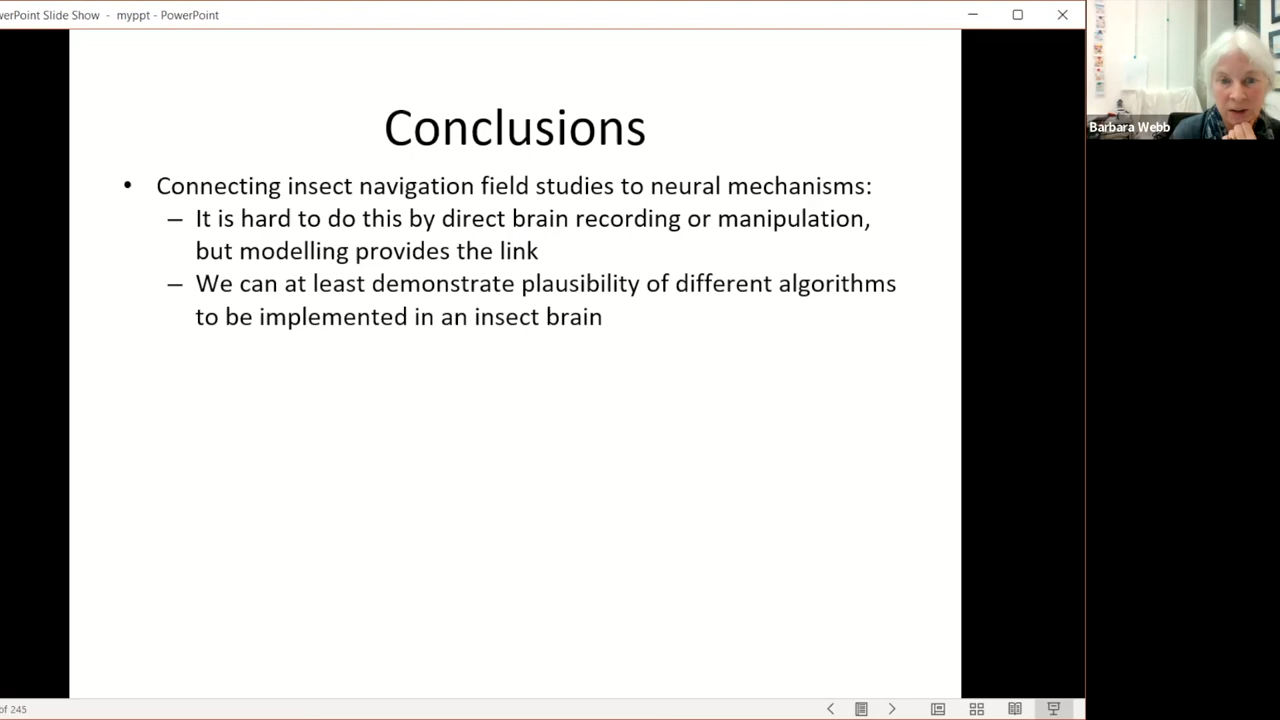 werPoint Slide Show - myppt - PowerPoint
Barbara Webb
Conclusions
• Connecting insect navigation field studies to neural mechanisms:
– It is hard to do this by direct brain recording or manipulation,
but modelling provides the link
– We can at least demonstrate plausibility of different algorithms
to be implemented in an insect brain
of 245